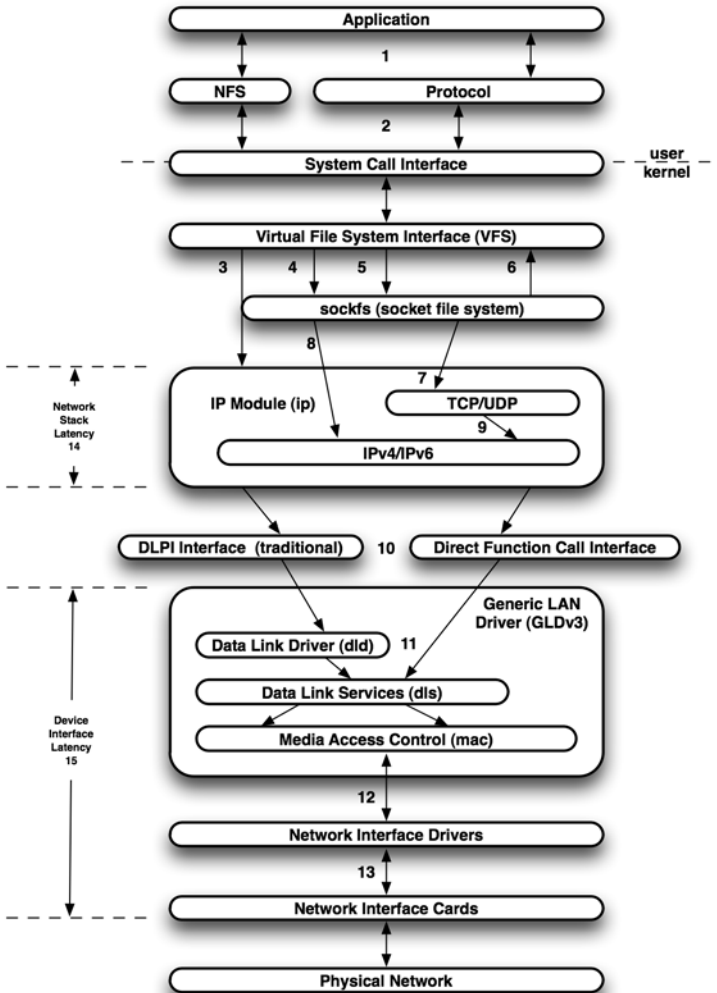 Application
1
NFS
Protocol
2
System Call Interface
user
kernel
Virtual File System Interface (VFS)
3
4
5
6
sockfs (socket file system)
8
7
IP Module (ip)
TCP/UDP
9
IPv4/IPv6
Network
Stack
Latency
14
DLPI Interface (traditional)
10
Direct Function Call Interface
Generic LAN
Driver (GLDv3)
Data Link Driver (dld)
11
Data Link Services (dls)
Media Access Control (mac)
Device
Interface
Latency
15
12
Network Interface Drivers
13
Network Interface Cards
Physical Network